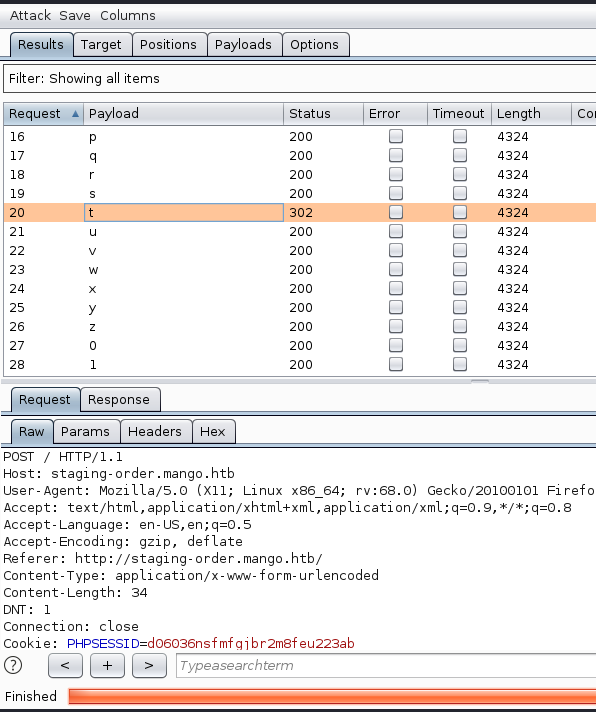 Attack Save Columns
Results Target Positions Payloads Options
Filter: Showing all items
Request Payload Status Error Timeout Length Co
16 p 200 4324
17 q 200 4324
18 r 200 4324
19 s 200 4324
20 t 302 4324
21 u 200 4324
22 v 200 4324
23 w 200 4324
24 x 200 4324
25 y 200 4324
26 z 200 4324
27 0 200 4324
28 1 200 4324
Request Response
Raw Params Headers Hex
POST / HTTP/1.1
Host: staging-order.mango.htb
User-Agent: Mozilla/5.0 (X11; Linux x86_64; rv:68.0) Gecko/20100101 Firefo
Accept: text/html,application/xhtml+xml,application/xml;q=0.9,*/*;q=0.8
Accept-Language: en-US,en;q=0.5
Accept-Encoding: gzip, deflate
Referer: http://staging-order.mango.htb/
Content-Type: application/x-www-form-urlencoded
Content-Length: 34
DNT: 1
Connection: close
Cookie: PHPSESSID=d06036nsfmfgjbr2m8feu223ab
? < + > Type a search term
Finished